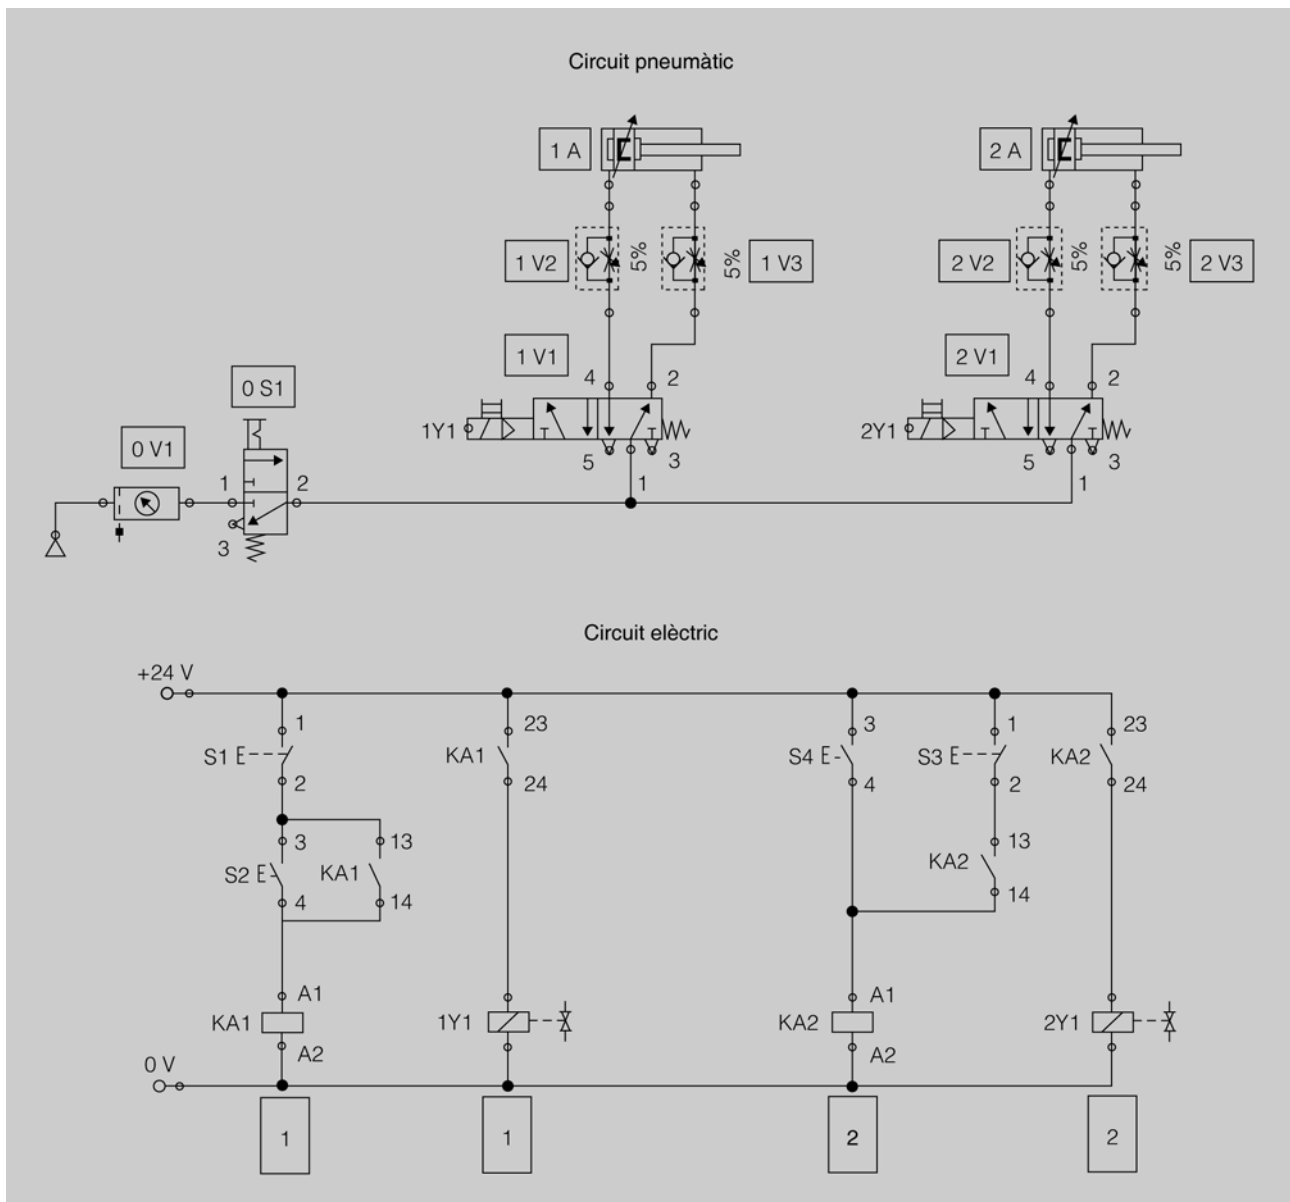 Circuit pneumàtic
1 A
2 A
1 V2
5%
5%
1 V3
2 V2
5%
5%
2 V3
1 V1
2 V1
0 S1
4
2
4
2
1Y1
2Y1
0 V1
5
3
5
3
1
2
1
1
3
Circuit elèctric
+24 V
1
23
3
1
23
S1
KA1
S4
S3
KA2
2
24
4
2
24
3
13
13
S2
KA1
KA2
4
14
14
A1
A1
KA1
1Y1
KA2
2Y1
A2
A2
0 V
1
1
2
2